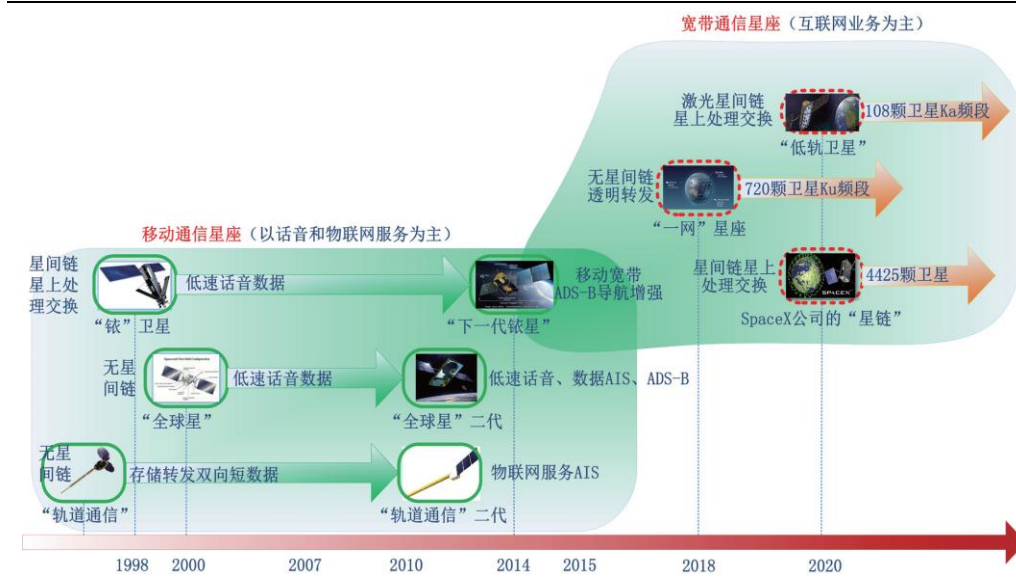 宽带通信星座（互联网业务为主）
激光星间链
星上处理交换
108颗卫星Ka频段
“低轨卫星”
无星间链
透明转发
720颗卫星Ku频段
“一网”星座
移动通信星座（以话音和物联网服务为主）
星间链
星上处
理交换
低速话音数据
移动宽带
ADS-B导航增强
星间链星上
处理交换
SPACEX
4425颗卫星
“铱”卫星
“下一代铱星”
SpaceX公司的“星链”
无星
间链
低速话音数据
低速话音、数据AIS、ADS-B
“全球星”
“全球星”二代
无星
间链
存储转发双向短数据
物联网服务AIS
“轨道通信”
“轨道通信”二代
1998 2000 2007 2010 2014 2015 2018 2020